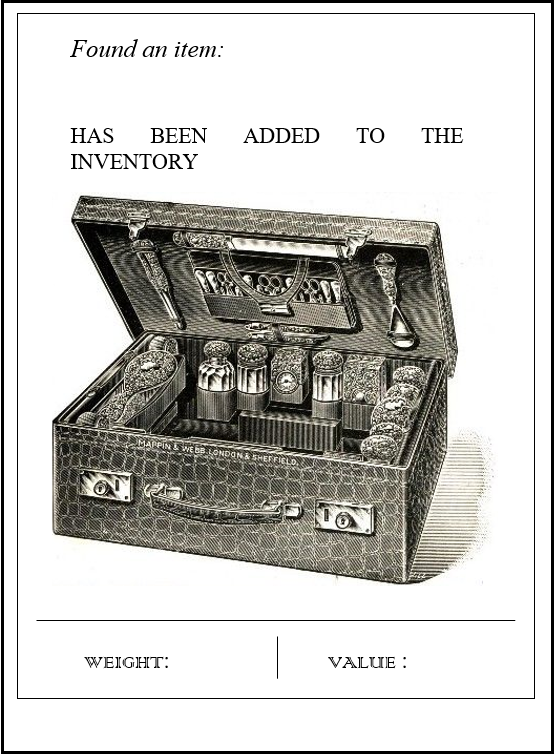 Found an item:
HAS BEEN ADDED TO THE
INVENTORY
MAPPIN & WEBB LONDON & SHEFFIELD.
WEIGHT:
VALUE :